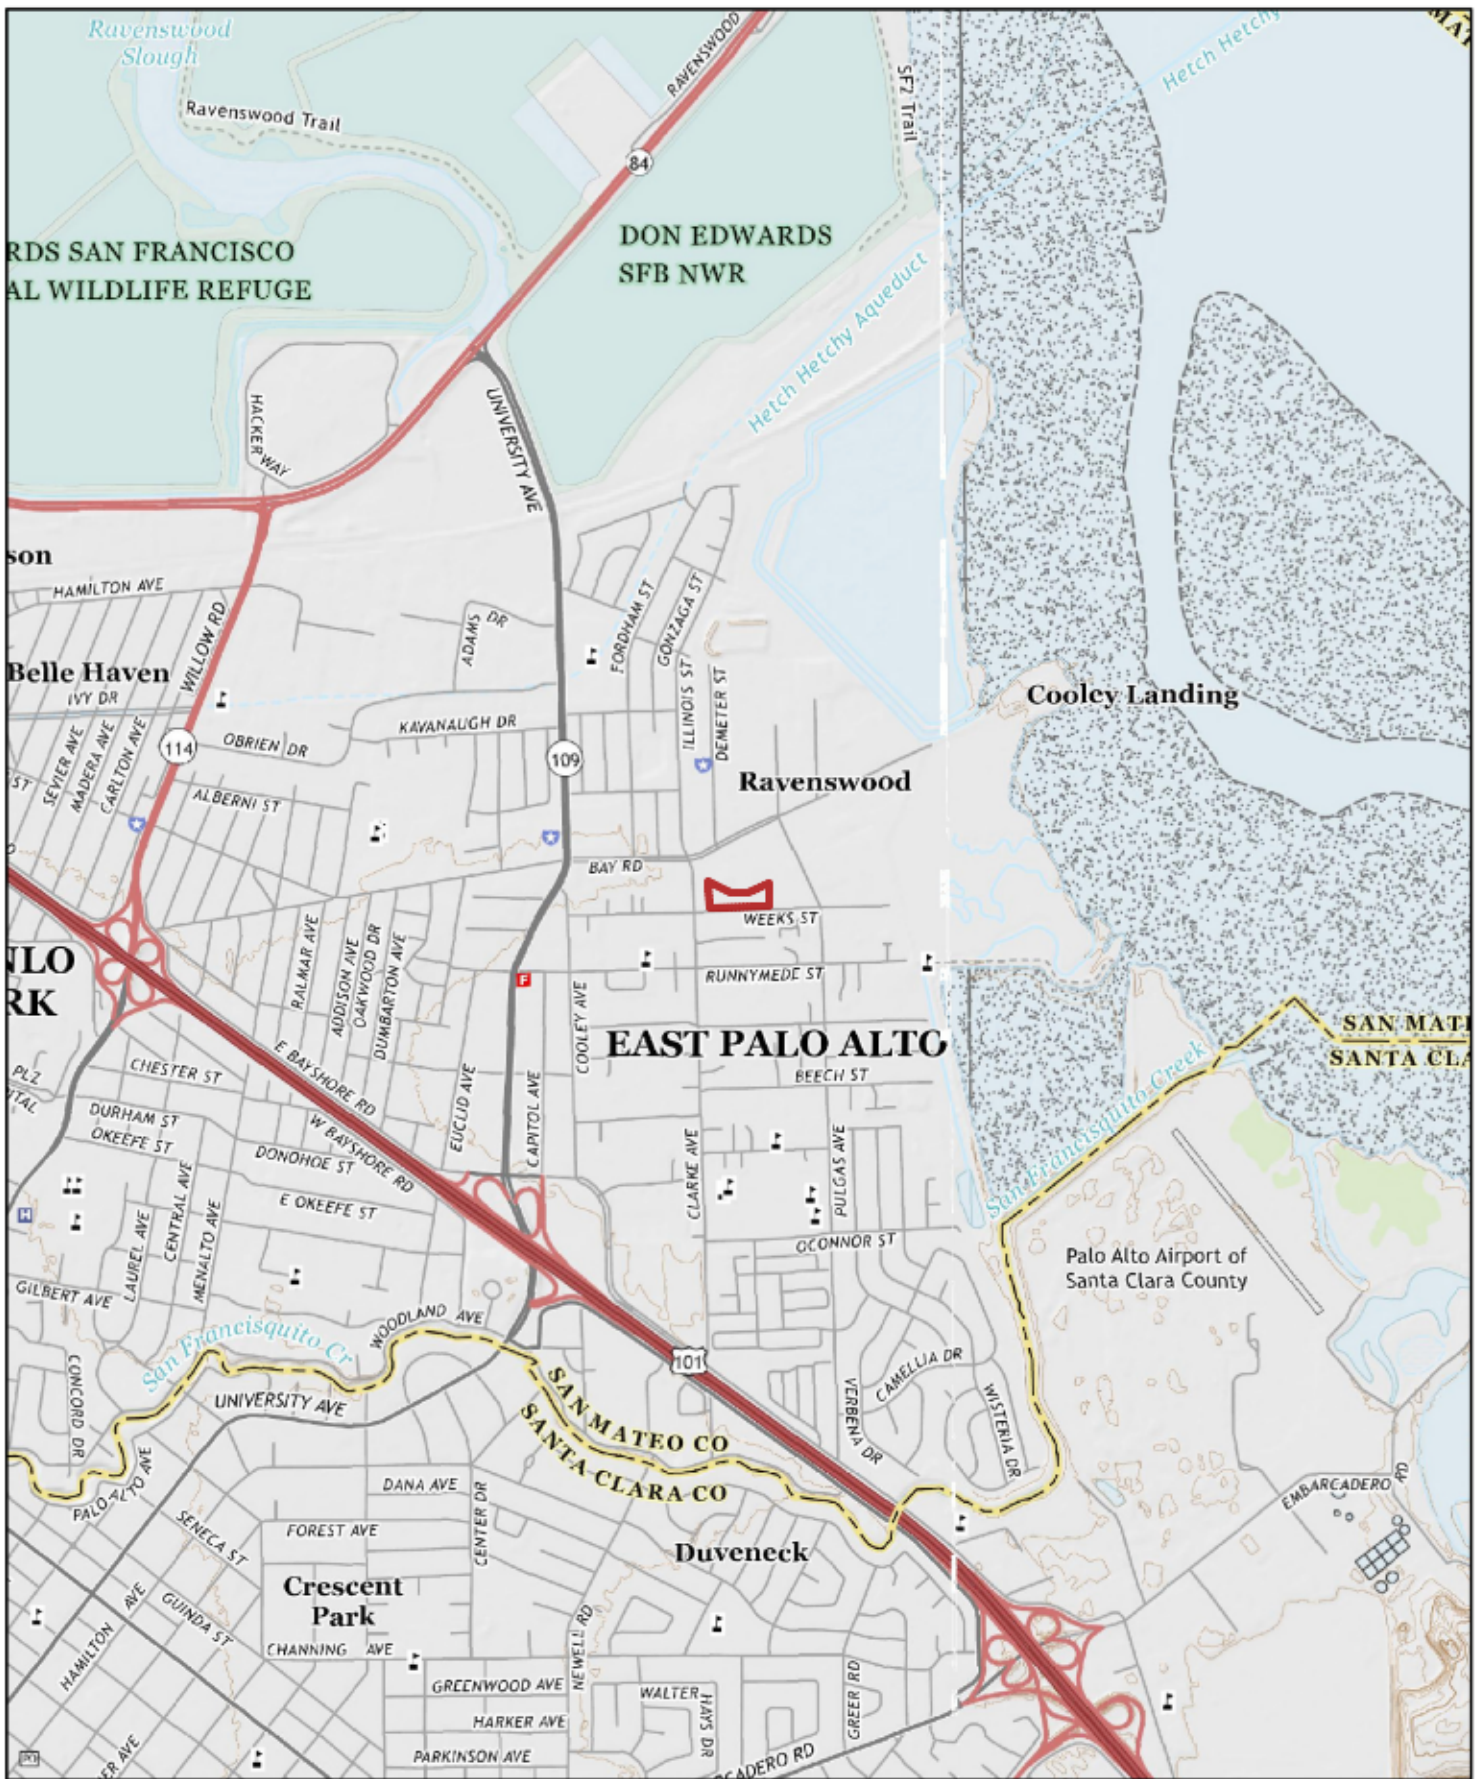 Ravenswood
Slough
Ravenswood Trail
RAVENSWOOD
SF2 Trail
Hetch Hetchy
84
RDS SAN FRANCISCO
AL WILDLIFE REFUGE
DON EDWARDS
SFB NWR
Hetch Hetchy Aqueduct
HACKER WAY
UNIVERSITY AVE
son
HAMILTON AVE
WILLOW RD
ADAMS DR
FORDHAM ST
GONZAGA ST
Belle Haven
IVY DR
ILLINOIS ST
DEMETER ST
Cooley Landing
KAVANAUGH DR
114
OBRIEN DR
109
SEVIER AVE
MADERA AVE
CARLTON AVE
ST
ALBERNI ST
Ravenswood
BAY RD
WEEKS ST
RALMAR AVE
ADDISON AVE
OAKWOOD DR
DUMBARTON AVE
NLO
RK
F
RUNNYMEDE ST
COOLEY AVE
EAST PALO ALTO
SAN MATE
SANTA CLA
PLZ
ITAL
CHESTER ST
E BAYSHORE RD
BEECH ST
San Francisquito Creek
DURHAM ST
OKEEFE ST
W BAYSHORE RD
EUCLID AVE
CAPITOL AVE
DONOHOE ST
CLARKE AVE
PULGAS AVE
H
LAUREL AVE
CENTRAL AVE
MENALTO AVE
E OKEEFE ST
OCONNOR ST
Palo Alto Airport of
Santa Clara County
GILBERT AVE
San Francisquito Cr
WOODLAND AVE
101
CONCORD DR
UNIVERSITY AVE
SAN MATEO CO
SANTA CLARA CO
VERBENA DR
CAMELLIA DR
WISTERIA DR
PALO ALTO AVE
DANA AVE
CENTER DR
EMBARCADERO RD
SENECA ST
FOREST AVE
Duveneck
Crescent
Park
HAMILTON AVE
GUINDA ST
CHANNING AVE
NEWELL RD
GREENWOOD AVE
WALTER HAYS DR
GREER RD
HARKER AVE
PARKINSON AVE
ER AVE
CADERO RD